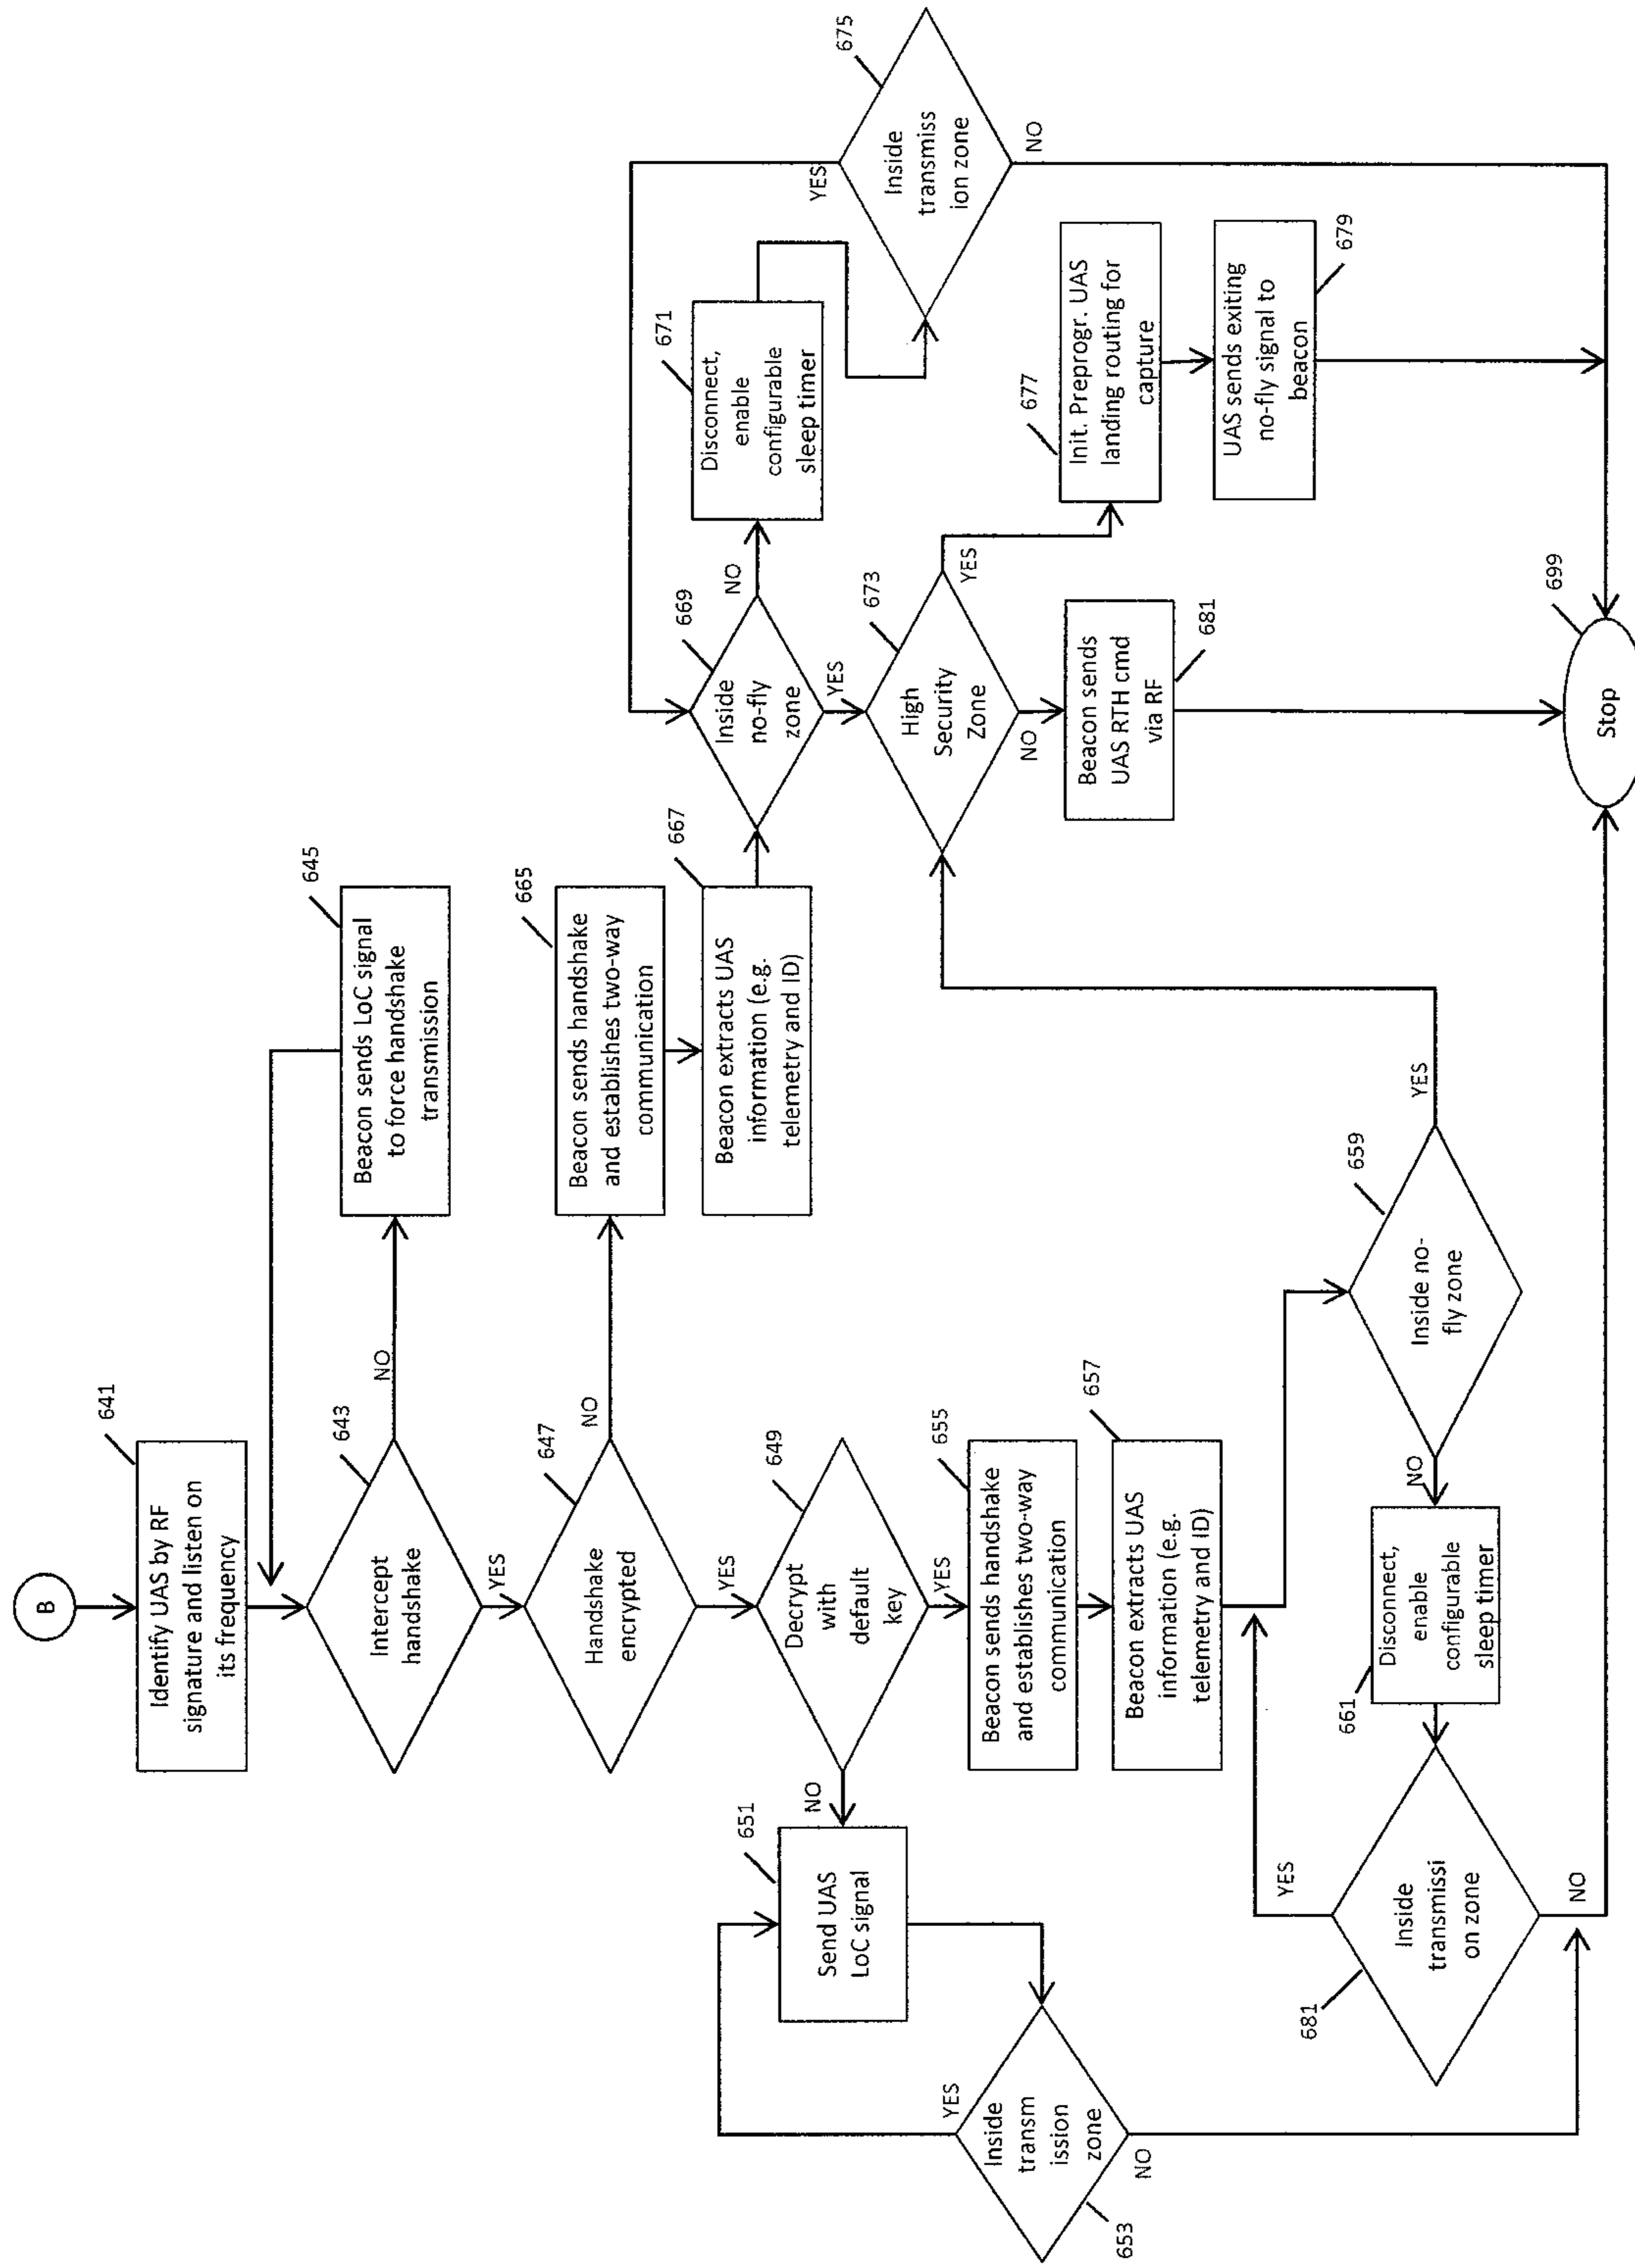 B
641
Identify UAS by RF
signature and listen on
its frequency
643
Intercept
handshake
NO
YES
645
Beacon sends LoC signal
to force handshake
transmission
647
Handshake
encrypted
NO
YES
649
Decrypt
with
default
key
NO
YES
651
Send UAS
LoC signal
653
Inside
transm
ission
zone
YES
NO
655
Beacon sends handshake
and establishes two-way
communication
657
Beacon extracts UAS
information (e.g.
telemetry and ID)
659
Inside no-
fly zone
YES
NO
661
Disconnect,
enable
configurable
sleep timer
681
Inside
transmissi
on zone
YES
NO
665
Beacon sends handshake
and establishes two-way
communication
667
Beacon extracts UAS
information (e.g.
telemetry and ID)
669
Inside
no-fly
zone
NO
YES
671
Disconnect,
enable
configurable
sleep timer
675
Inside
transmiss
ion zone
YES
NO
673
High
Security
Zone
YES
NO
677
Init. Preprogr. UAS
landing routing for
capture
679
UAS sends exiting
no-fly signal to
beacon
681
Beacon sends
UAS RTH cmd
via RF
699
Stop